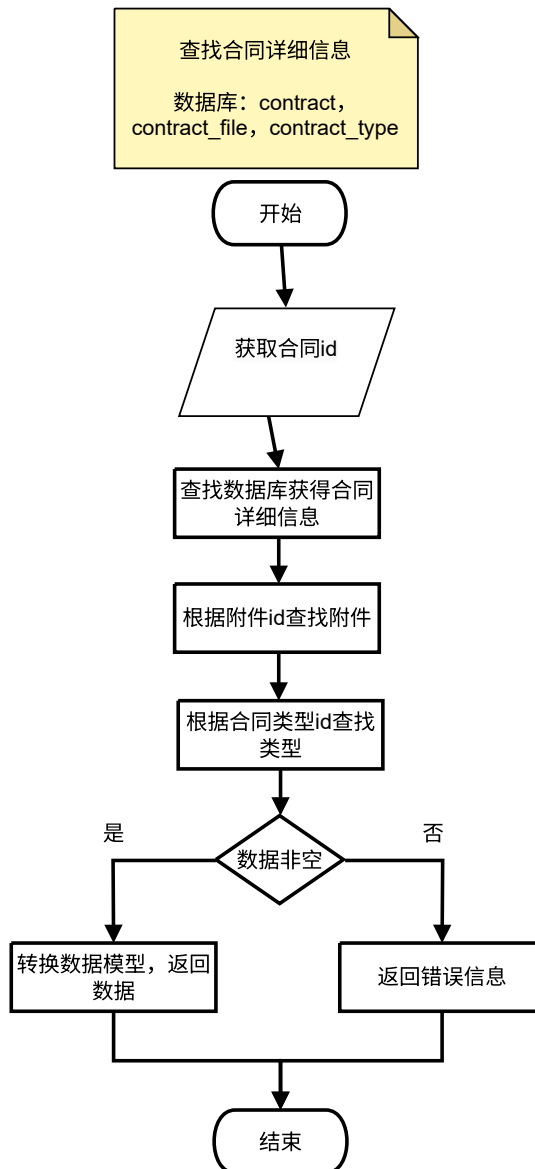 查找合同详细信息
数据库：contract，
contract_file，contract_type
开始
获取合同id
查找数据库获得合同
详细信息
根据附件id查找附件
根据合同类型id查找
类型
数据非空
是
否
转换数据模型，返回
数据
返回错误信息
结束